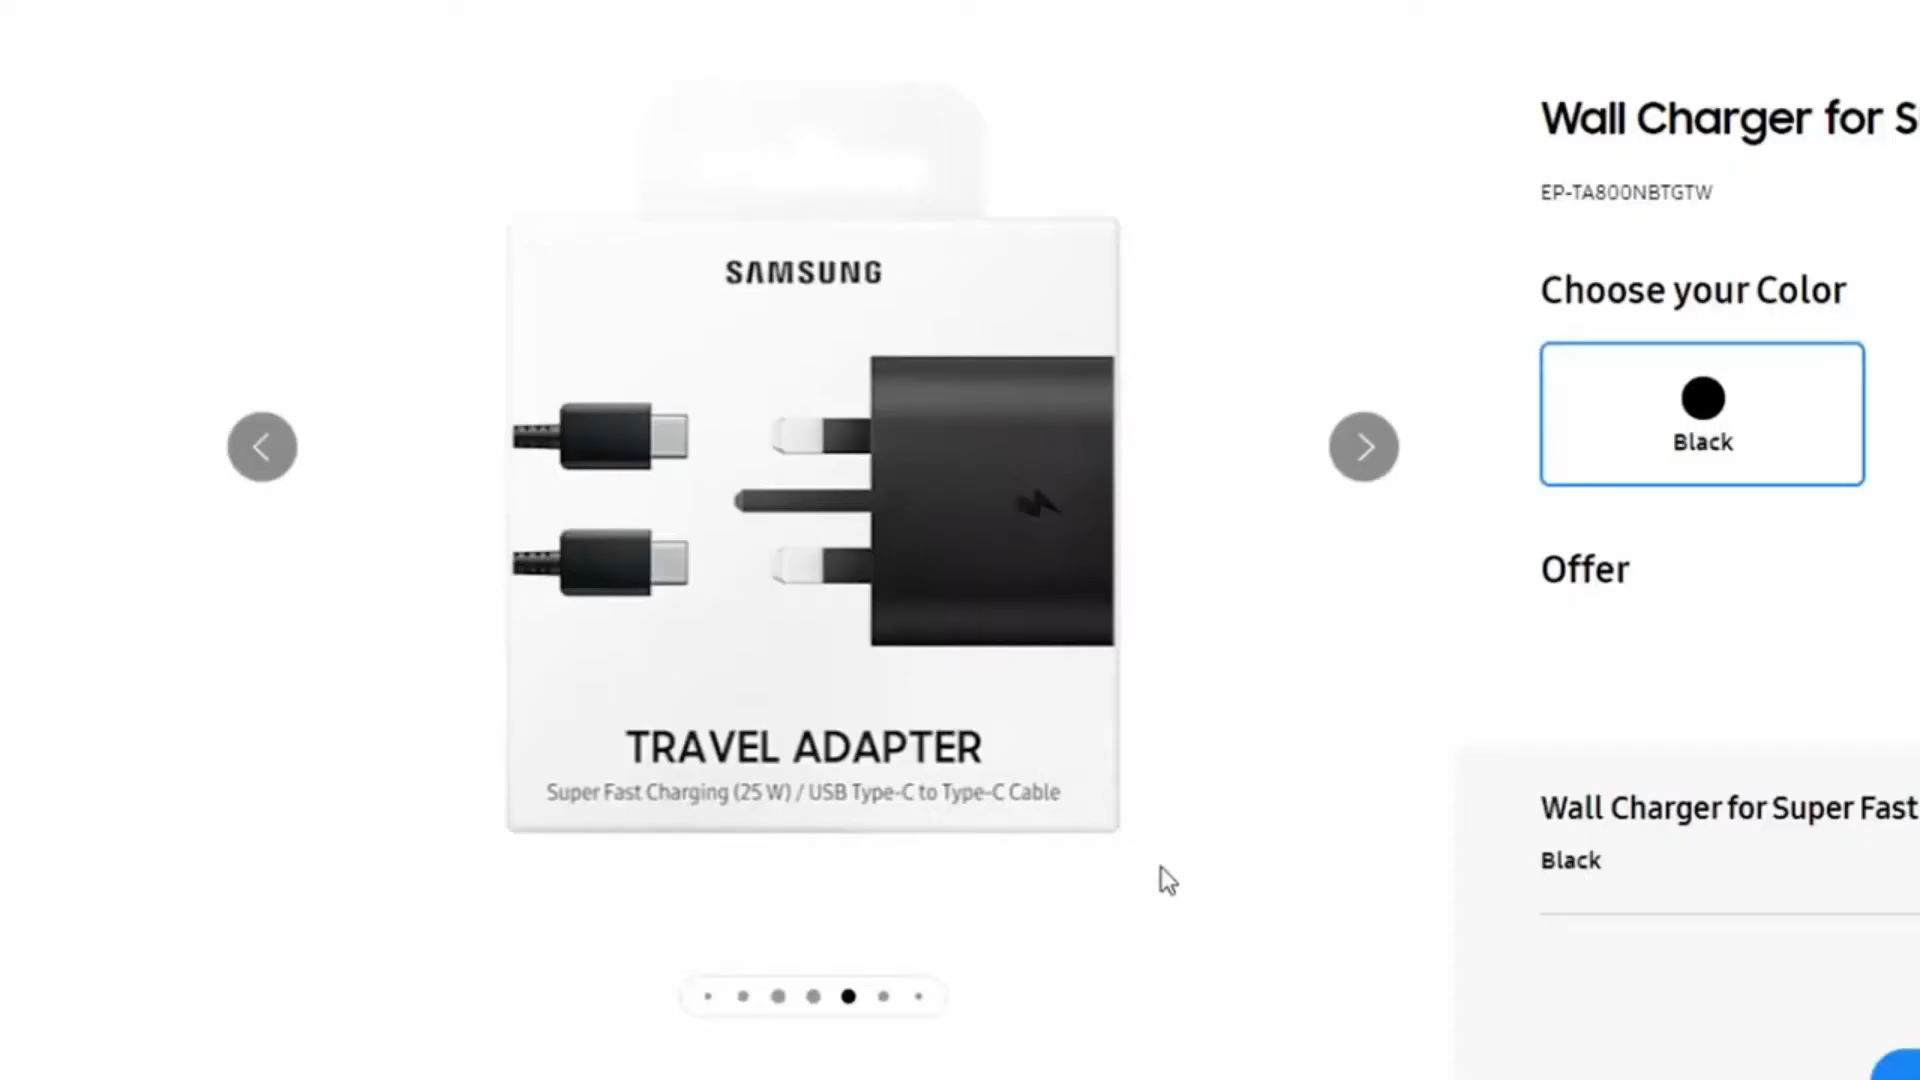 SAMSUNG
TRAVEL ADAPTER
Super Fast Charging (25 W) / USB Type-C to Type-C Cable
Wall Charger for S
EP-TA800NBTGTW
Choose your Color
Black
Offer
Wall Charger for Super Fast
Black